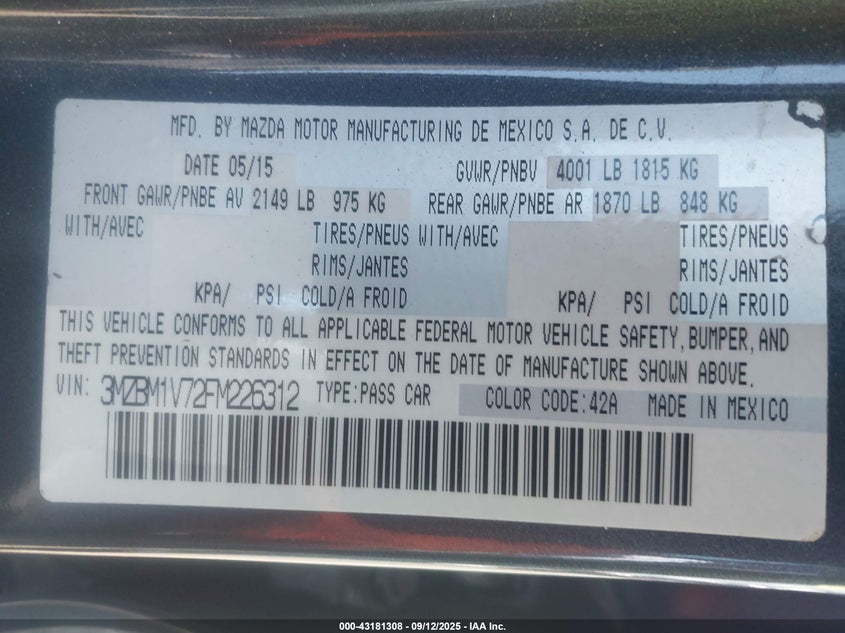 MFD. BY MAZDA MOTOR MANUFACTURING DE MEXICO S.A. DE C.V.
DATE 05/15 GVWR/PNBV 4001 LB 1815 KG
FRONT GAWR/PNBE AV 2149 LB 975 KG REAR GAWR/PNBE AR 1870 LB 848 KG
WITH/AVEC TIRES/PNEUS WITH/AVEC TIRES/PNEUS
RIMS/JANTES RIMS/JANTES
KPA/ PSI COLD/A FROID KPA/ PSI COLD/A FROID
THIS VEHICLE CONFORMS TO ALL APPLICABLE FEDERAL MOTOR VEHICLE SAFETY, BUMPER, AND
THEFT PREVENTION STANDARDS IN EFFECT ON THE DATE OF MANUFACTURE SHOWN ABOVE.
VIN: 3MZBM1V72FM226312 TYPE:PASS CAR COLOR CODE:42A MADE IN MEXICO
000-43181308 - 09/12/2025 - IAA Inc.